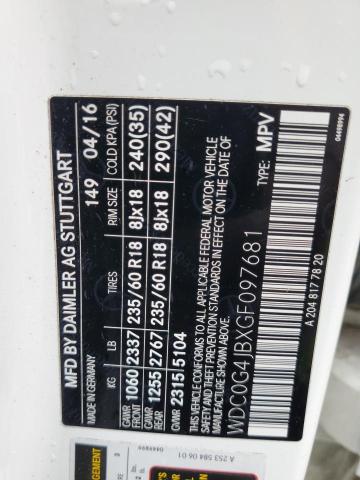 MFD BY DAIMLER AG STUTTGART
MADE IN GERMANY 149 04/16
KG LB TIRES RIM SIZE COLD KPA (PSI)
GVWR 2315 5104
GAWR FRONT 1060 2337 235/60 R18 8Jx18 240(35)
GAWR REAR 1255 2767 235/60 R18 8Jx18 290(42)
THIS VEHICLE CONFORMS TO ALL APPLICABLE FEDERAL MOTOR VEHICLE
SAFETY AND THEFT PREVENTION STANDARDS IN EFFECT
ON THE DATE OF MANUFACTURE SHOWN ABOVE.
WDC0G4JBXGF097681 TYPE: MPV
A 204 817 78 20 04498994
A 253 584 06 01